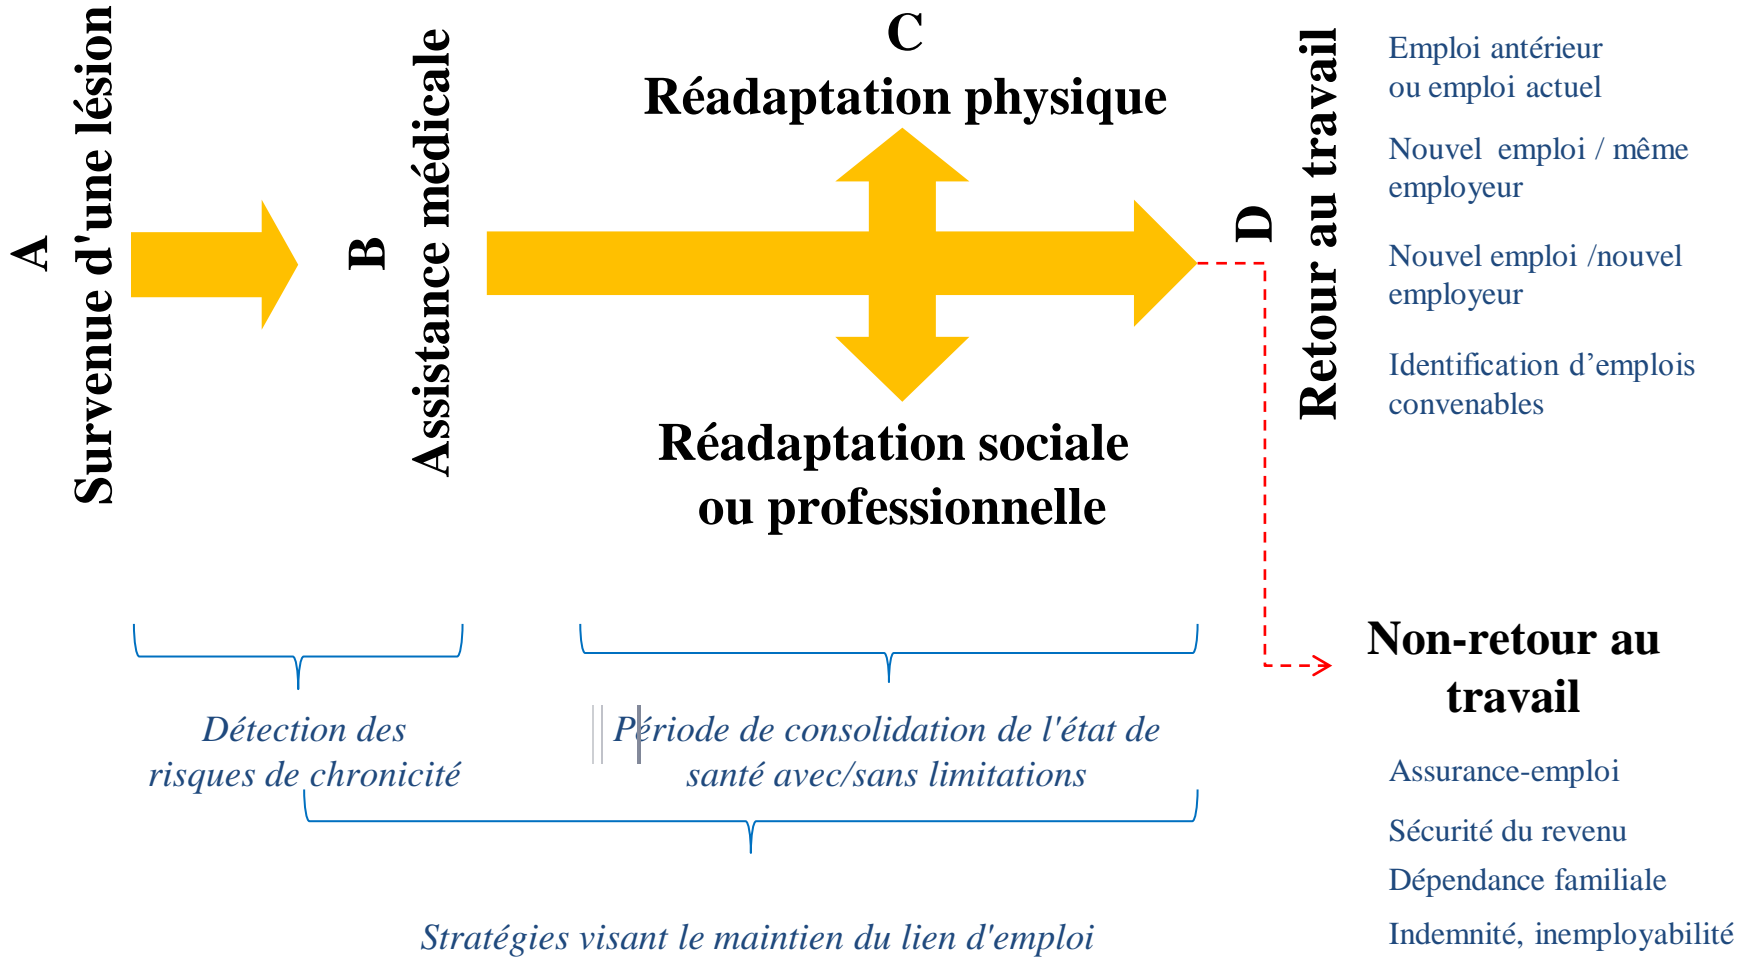 A
Survenue d'une lésion
B
Assistance médicale
C
Réadaptation physique
Réadaptation sociale
ou professionnelle
D
Retour au travail
Emploi antérieur
ou emploi actuel
Nouvel emploi / même
employeur
Nouvel emploi /nouvel
employeur
Identification d’emplois
convenables
Non-retour au
travail
Assurance-emploi
Sécurité du revenu
Dépendance familiale
Indemnité, inemployabilité
Détection des
risques de chronicité
Période de consolidation de l'état de
santé avec/sans limitations
Stratégies visant le maintien du lien d'emploi